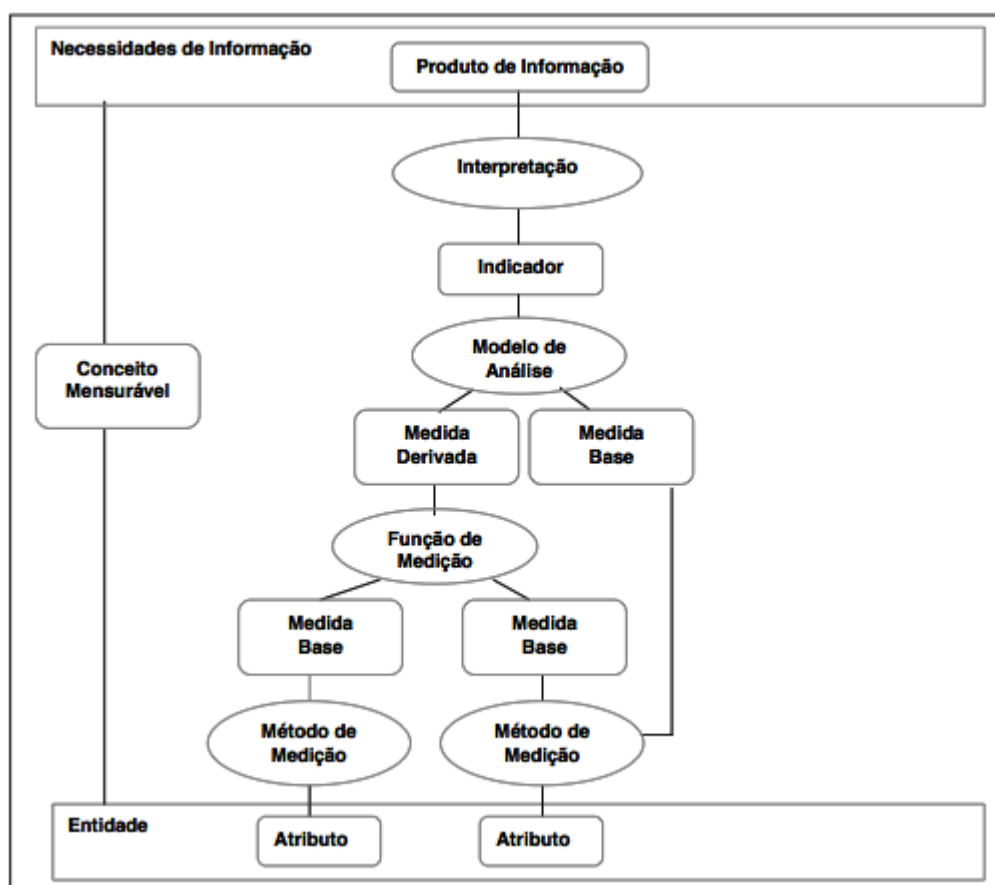 Necessidades de Informação
Produto de Informação
Interpretação
Indicador
Modelo de
Análise
Conceito
Mensurável
Medida
Derivada
Medida
Base
Função de
Medição
Medida
Base
Medida
Base
Método de
Medição
Método de
Medição
Entidade
Atributo
Atributo